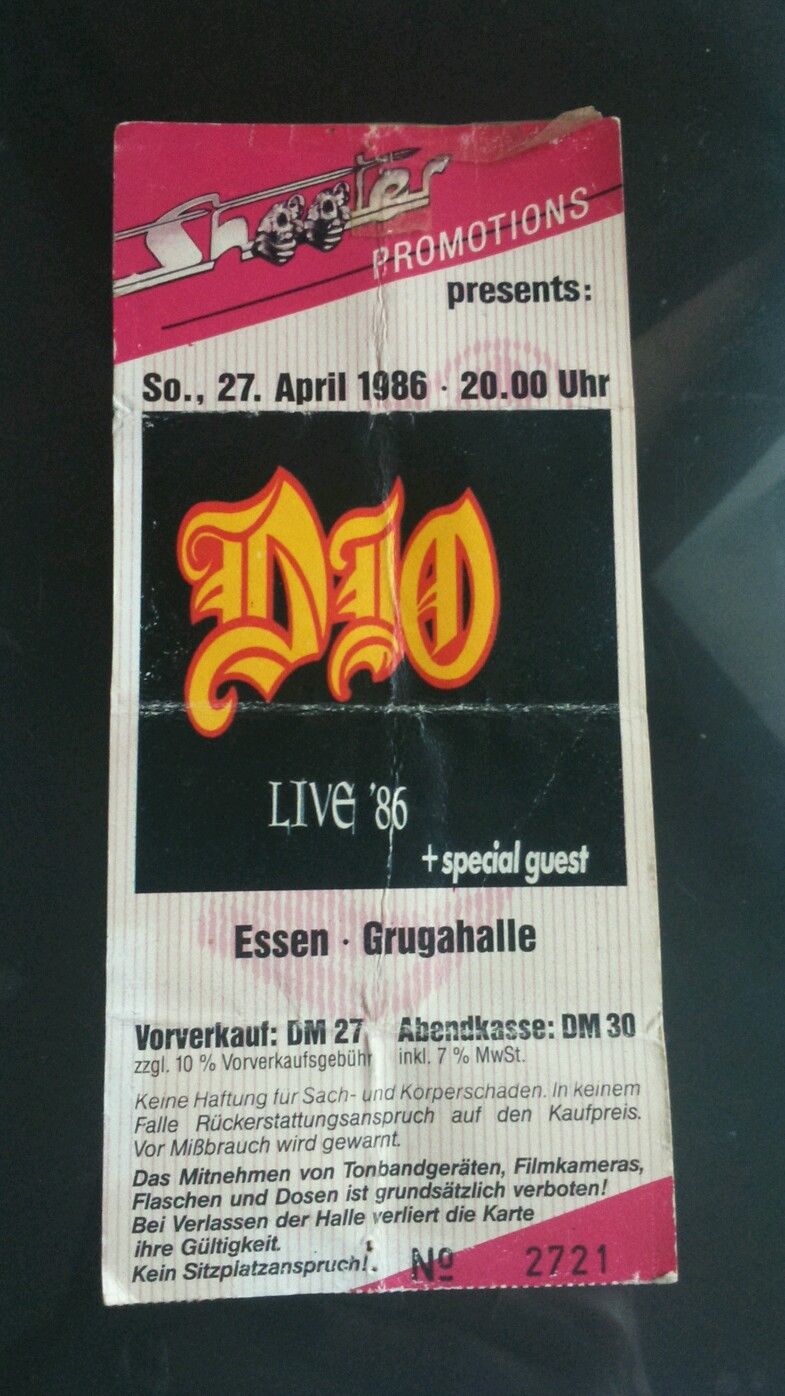 Shooter
PROMOTIONS
presents:
So., 27. April 1986 · 20.00 Uhr
DIO
LIVE '86
+ special guest
Essen · Grugahalle
Vorverkauf: DM 27 Abendkasse: DM 30
zzgl. 10 % Vorverkaufsgebühr inkl. 7 % MwSt.
Keine Haftung für Sach- und Körperschäden. In keinem
Falle Rückerstattungsanspruch auf den Kaufpreis.
Vor Mißbrauch wird gewarnt.
Das Mitnehmen von Tonbandgeräten, Filmkameras,
Flaschen und Dosen ist grundsätzlich verboten!
Bei Verlassen der Halle verliert die Karte
ihre Gültigkeit.
Kein Sitzplatzanspruch!
Nº 2721